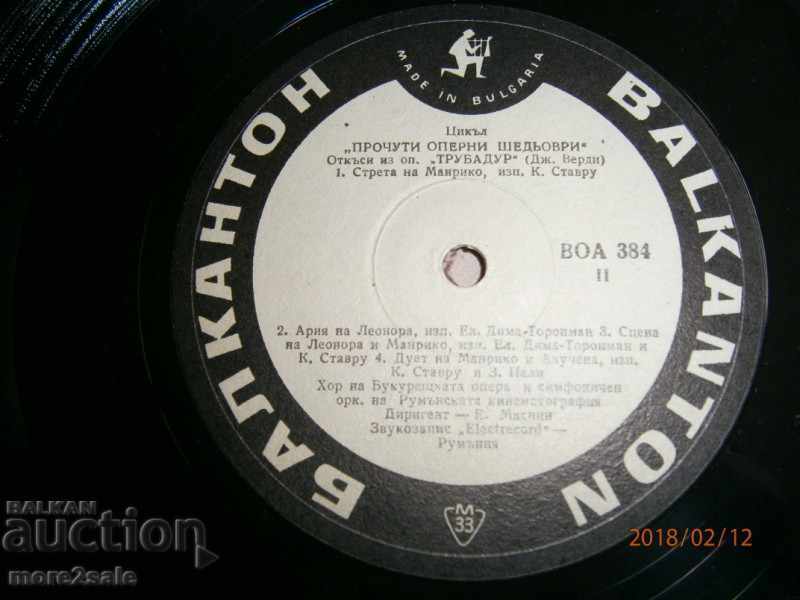 MADE IN BULGARIA
БАЛКАНТОН
BALKANTON
Цикъл
„ПРОЧУТИ ОПЕРНИ ШЕДЬОВРИ"
Откъси из оп. „ТРУБАДУР" (Дж. Верди)
1. Стрета на Манрико, изп. К. Ставру
ВОА 384
II
2. Ария на Леонора, изп. Ел. Дима-Тороиман 3. Сцена
на Леонора и Манрико, изп. Ел. Дима-Тороиман и
К. Ставру 4. Дует на Манрико и Азучена, изп.
К. Ставру и З. Пали
Хор на Букурещката опера и симфоничен
орк. на Румънската кинематография
Диригент — Е. Масини
Звукозапис „Electrecord" —
Румъния
М
33
BALKAN
auction
more2sale
2018/02/12